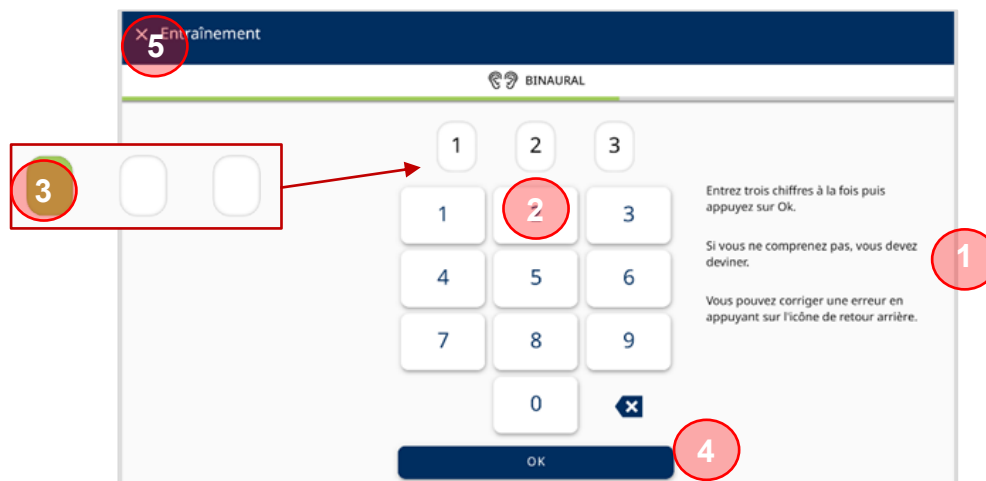 5
Entraînement
BINAURAL
1 2 3
3
1 2 3
2
4 5 6
7 8 9
0
OK
4
Entrez trois chiffres à la fois puis
appuyez sur Ok.
Si vous ne comprenez pas, vous devez
deviner.
Vous pouvez corriger une erreur en
appuyant sur l'icône de retour arrière.
1